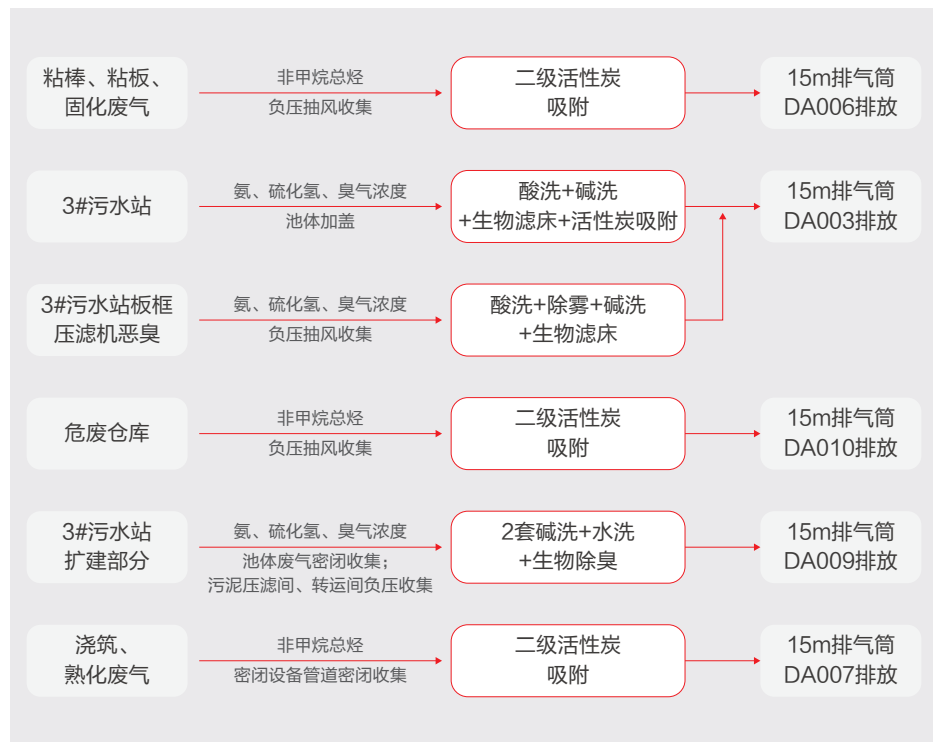 粘棒、粘板、
固化废气
非甲烷总烃
负压抽风收集
二级活性炭
吸附
15m排气筒
DA006排放
3#污水站
氨、硫化氢、臭气浓度
池体加盖
酸洗+碱洗
+生物滤床+活性炭吸附
15m排气筒
DA003排放
3#污水站板框
压滤机恶臭
氨、硫化氢、臭气浓度
负压抽风收集
酸洗+除雾+碱洗
+生物滤床
危废仓库
非甲烷总烃
负压抽风收集
二级活性炭
吸附
15m排气筒
DA010排放
3#污水站
扩建部分
氨、硫化氢、臭气浓度
池体废气密闭收集；
污泥压滤间、转运间负压收集
2套碱洗+水洗
+生物除臭
15m排气筒
DA009排放
浇筑、
熟化废气
非甲烷总烃
密闭设备管道密闭收集
二级活性炭
吸附
15m排气筒
DA007排放